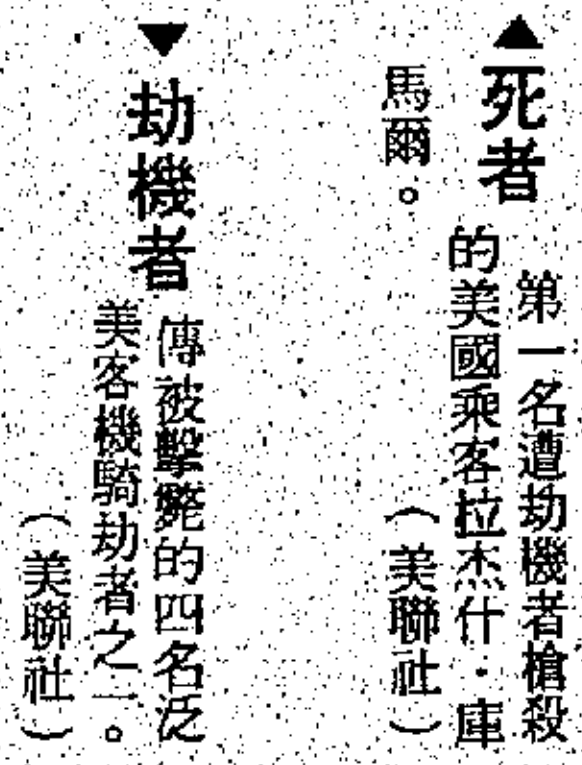 ▲死者
第一名遭劫機者槍殺
的美國乘客拉杰什·庫
馬爾。
（美聯社）
▼劫機者
傳被擊斃的四名泛
美客機騎劫者之一。
（美聯社）